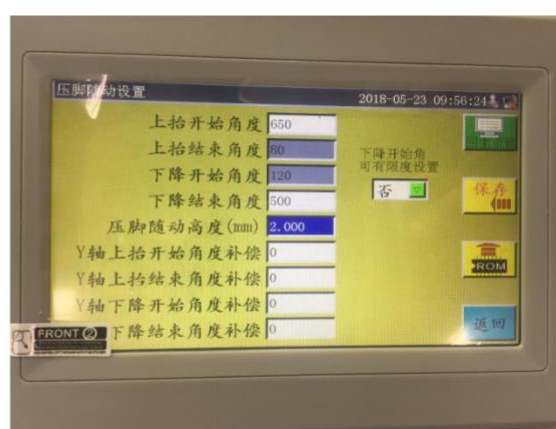 压脚随动设置
2018-05-23 09:56:24
上抬开始角度 650
上抬结束角度 80
下降开始角度 120
下降结束角度 500
压脚随动高度(mm) 2.000
Y轴上抬开始角度补偿 0
Y轴上抬结束角度补偿 0
Y轴下降开始角度补偿 0
下降结束角度补偿 0
下降开始角
可有限度设置
否
保存
ROM
返回
FRONT 2